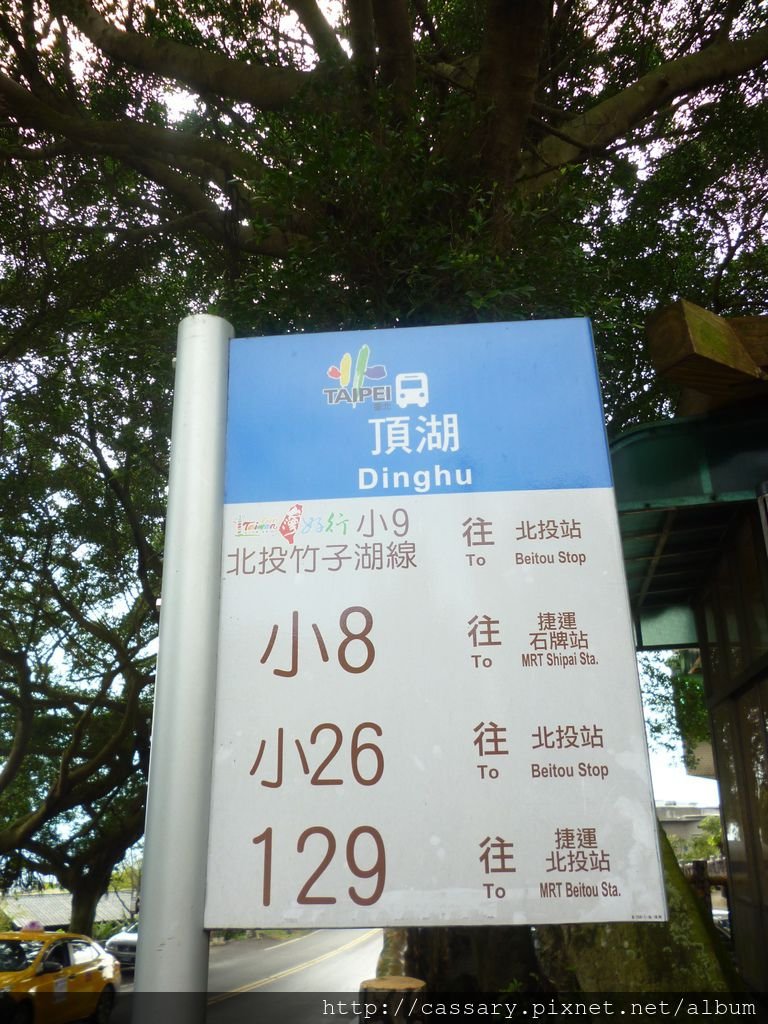 TAIPEI
頂湖
Dinghu
Taiwan 好行 小9 往 北投站
北投竹子湖線 To Beitou Stop
小8 往 捷運
石牌站
To MRT Shipai Sta.
小26 往 北投站
To Beitou Stop
129 往 捷運
北投站
To MRT Beitou Sta.
http://cassary.pixnet.net/album